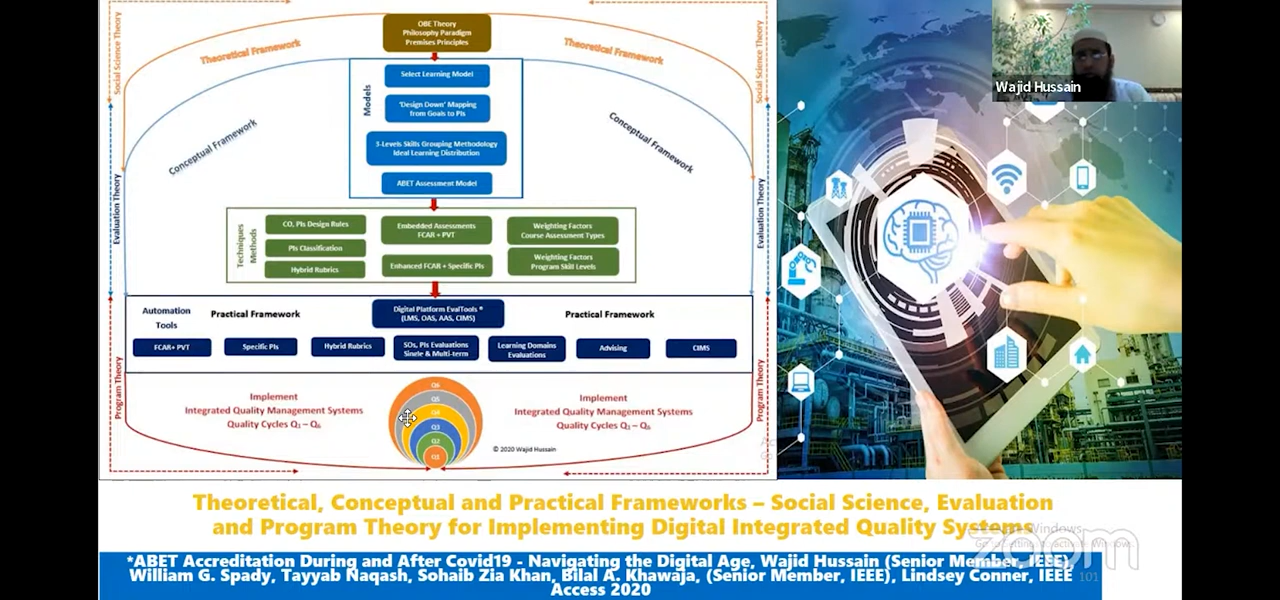 OBE Theory
Philosophy Paradigm
Premises Principles
Theoretical Framework
Theoretical Framework
Social Science Theory
Social Science Theory
Models
Select Learning Model
'Design Down' Mapping
from Goals to PIs
3-Levels Skills Grouping Methodology
Ideal Learning Distribution
ABET Assessment Model
Conceptual Framework
Conceptual Framework
Evaluation Theory
Evaluation Theory
Techniques
Methods
CO, PIs Design Rules
PIs Classification
Hybrid Rubrics
Embedded Assessments
FCAR + PVT
Enhanced FCAR + Specific PIs
Weighting Factors
Course Assessment Types
Weighting Factors
Program Skill Levels
Automation
Tools
Practical Framework
Digital Platform EvalTools *
(LMS, OAS, AAS, CIMS)
Practical Framework
FCAR+ PVT
Specific PIs
Hybrid Rubrics
SOs, PIs Evaluations
Single & Multi-term
Learning Domains
Evaluations
Advising
CIMS
Program Theory
Program Theory
Implement
Integrated Quality Management Systems
Quality Cycles Q1 – Q6
Q6
Q5
Q4
Q3
Q2
Q1
Implement
Integrated Quality Management Systems
Quality Cycles Q1 – Q6
© 2020 Wajid Hussain
Wajid Hussain
Theoretical, Conceptual and Practical Frameworks – Social Science, Evaluation
and Program Theory for Implementing Digital Integrated Quality Systems
Windows
zoom
*ABET Accreditation During and After Covid19 - Navigating the Digital Age, Wajid Hussain (Senior Member, IEEE),
William G. Spady, Tayyab Naqash, Sohaib Zia Khan, Bilal A. Khawaja, (Senior Member, IEEE), Lindsey Conner, IEEE
Access 2020
101